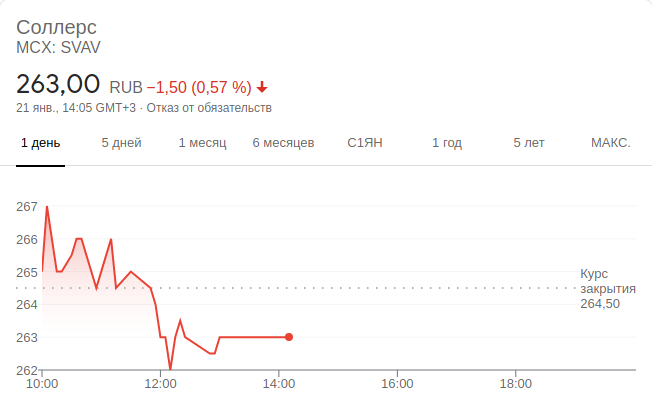 Соллерс
MCX: SVAV
263,00 RUB −1,50 (0,57 %)
21 янв., 14:05 GMT+3 · Отказ от обязательств
1 день 5 дней 1 месяц 6 месяцев С1ЯН 1 год 5 лет МАКС.
267
266
265
264
263
262
Курс
закрытия
264,50
10:00 12:00 14:00 16:00 18:00